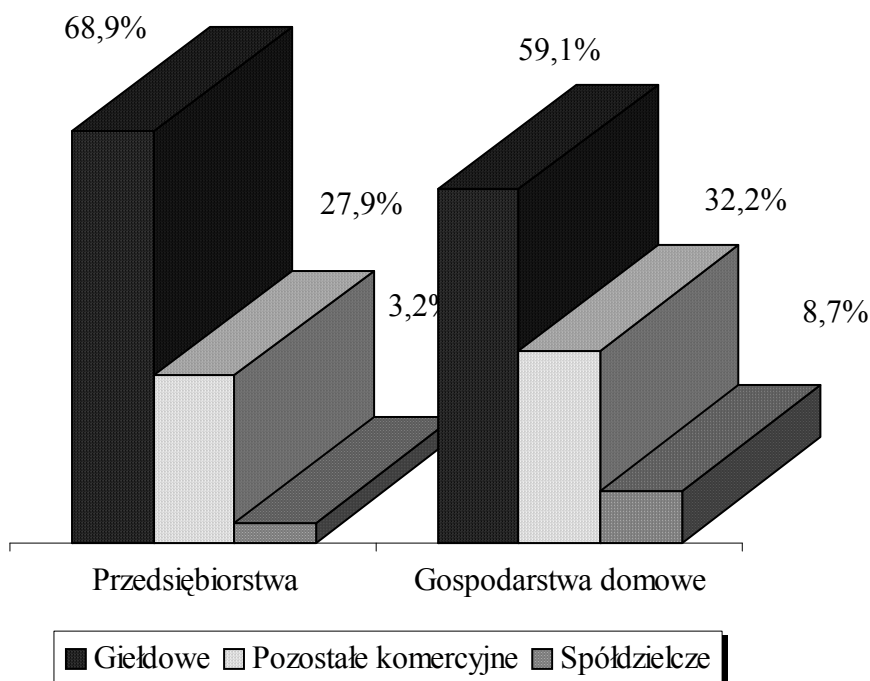 68,9%
59,1%
27,9%
32,2%
3,2%
8,7%
Przedsiębiorstwa
Gospodarstwa domowe
Giełdowe Pozostałe komercyjne Spółdzielcze